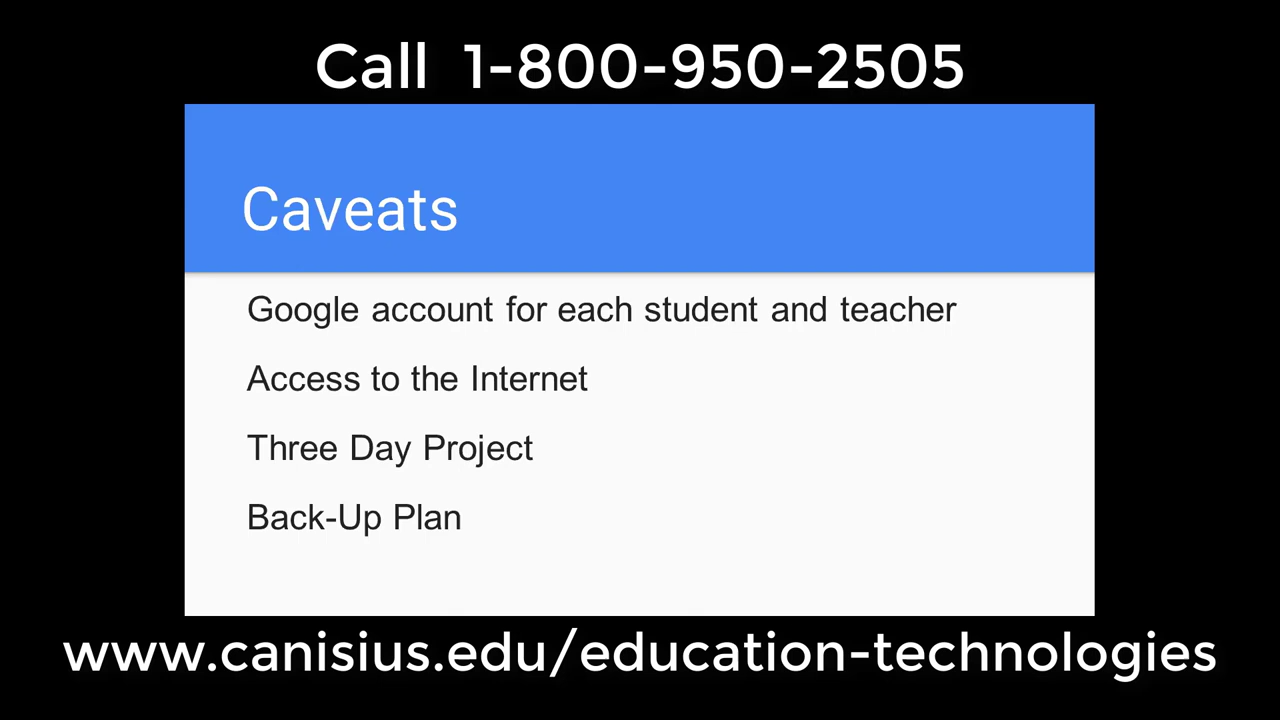 Call 1-800-950-2505
Caveats
Google account for each student and teacher
Access to the Internet
Three Day Project
Back-Up Plan
www.canisius.edu/education-technologies